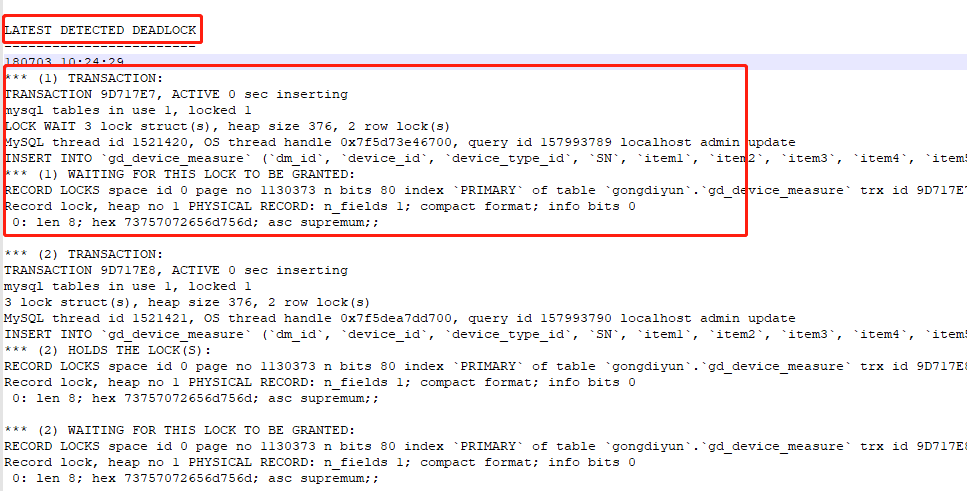 LATEST DETECTED DEADLOCK
------------------------
180703 10:24:29
*** (1) TRANSACTION:
TRANSACTION 9D717E7, ACTIVE 0 sec inserting
mysql tables in use 1, locked 1
LOCK WAIT 3 lock struct(s), heap size 376, 2 row lock(s)
MySQL thread id 1521420, OS thread handle 0x7f5d73e46700, query id 157993789 localhost admin update
INSERT INTO `gd_device_measure` (`dm_id`, `device_id`, `device_type_id`, `SN`, `item1`, `item2`, `item3`, `item4`, `item5
*** (1) WAITING FOR THIS LOCK TO BE GRANTED:
RECORD LOCKS space id 0 page no 1130373 n bits 80 index `PRIMARY` of table `gongdiyun`.`gd_device_measure` trx id 9D717E7
Record lock, heap no 1 PHYSICAL RECORD: n_fields 1; compact format; info bits 0
 0: len 8; hex 73757072656d756d; asc supremum;;
*** (2) TRANSACTION:
TRANSACTION 9D717E8, ACTIVE 0 sec inserting
mysql tables in use 1, locked 1
3 lock struct(s), heap size 376, 2 row lock(s)
MySQL thread id 1521421, OS thread handle 0x7f5dea7dd700, query id 157993790 localhost admin update
INSERT INTO `gd_device_measure` (`dm_id`, `device_id`, `device_type_id`, `SN`, `item1`, `item2`, `item3`, `item4`, `item5
*** (2) HOLDS THE LOCK(S):
RECORD LOCKS space id 0 page no 1130373 n bits 80 index `PRIMARY` of table `gongdiyun`.`gd_device_measure` trx id 9D717E8
Record lock, heap no 1 PHYSICAL RECORD: n_fields 1; compact format; info bits 0
 0: len 8; hex 73757072656d756d; asc supremum;;
*** (2) WAITING FOR THIS LOCK TO BE GRANTED:
RECORD LOCKS space id 0 page no 1130373 n bits 80 index `PRIMARY` of table `gongdiyun`.`gd_device_measure` trx id 9D717E8
Record lock, heap no 1 PHYSICAL RECORD: n_fields 1; compact format; info bits 0
 0: len 8; hex 73757072656d756d; asc supremum;;